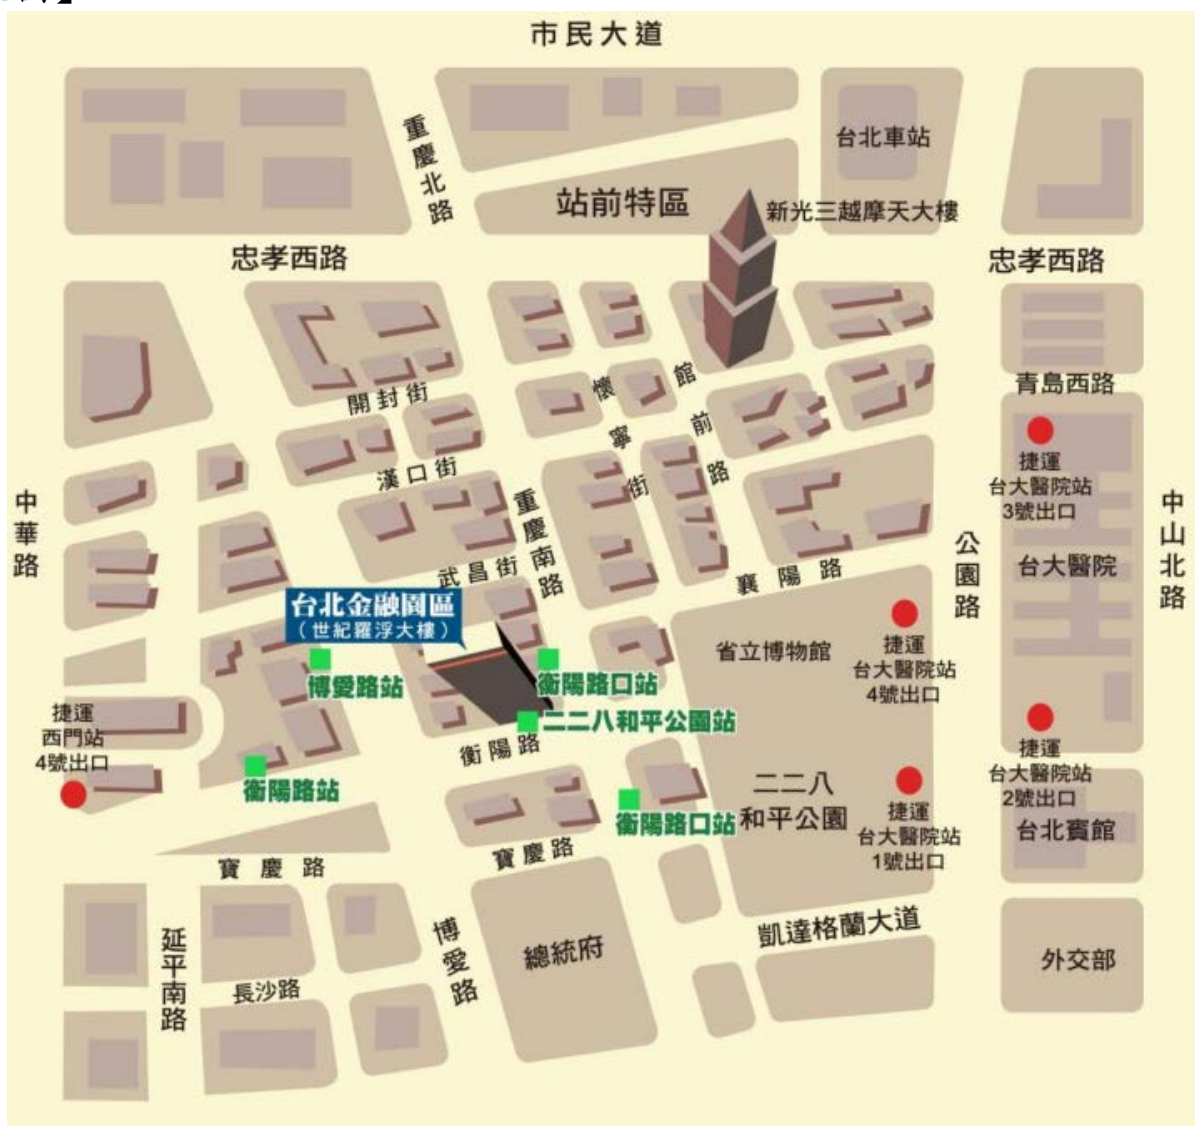 市民大道
重慶北路
台北車站
站前特區
新光三越摩天大樓
忠孝西路
忠孝西路
開封街
懷寧街
館前路
青島西路
漢口街
捷運
台大醫院站
3號出口
中華路
重慶南路
中山北路
公園路
武昌街
襄陽路
台大醫院
台北金融園區
(世紀羅浮大樓)
博愛路站
衡陽路口站
省立博物館
捷運
台大醫院站
4號出口
二二八和平公園站
捷運
西門站
4號出口
衡陽路
捷運
台大醫院站
2號出口
衡陽路站
二二八
和平公園
衡陽路口站
捷運
台大醫院站
1號出口
台北賓館
寶慶路
寶慶路
延平南路
博愛路
總統府
凱達格蘭大道
外交部
長沙路